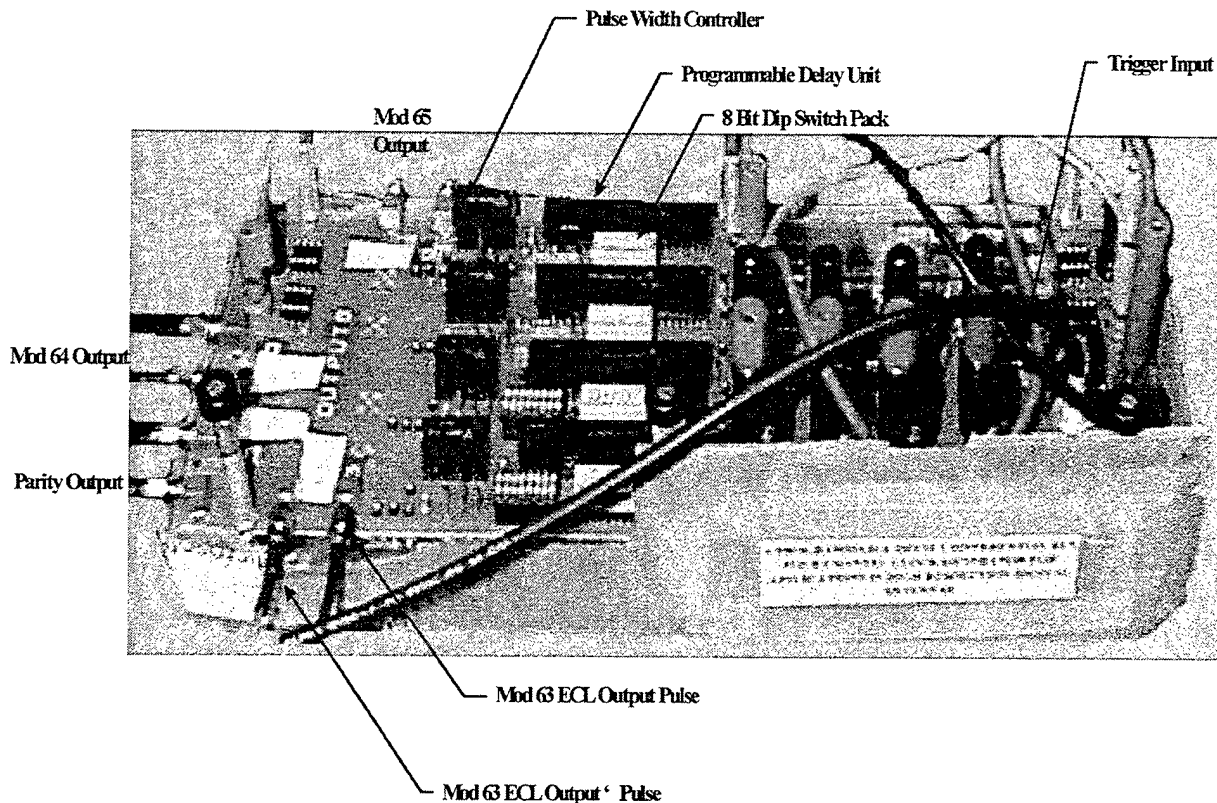 Pulse Width Controller
Programmable Delay Unit
Trigger Input
8 Bit Dip Switch Pack
Mod 65
Output
OUTPUT0
Mod 64 Output
Parity Output
Mod 63 ECL Output Pulse
Mod 63 ECL Output ‘ Pulse